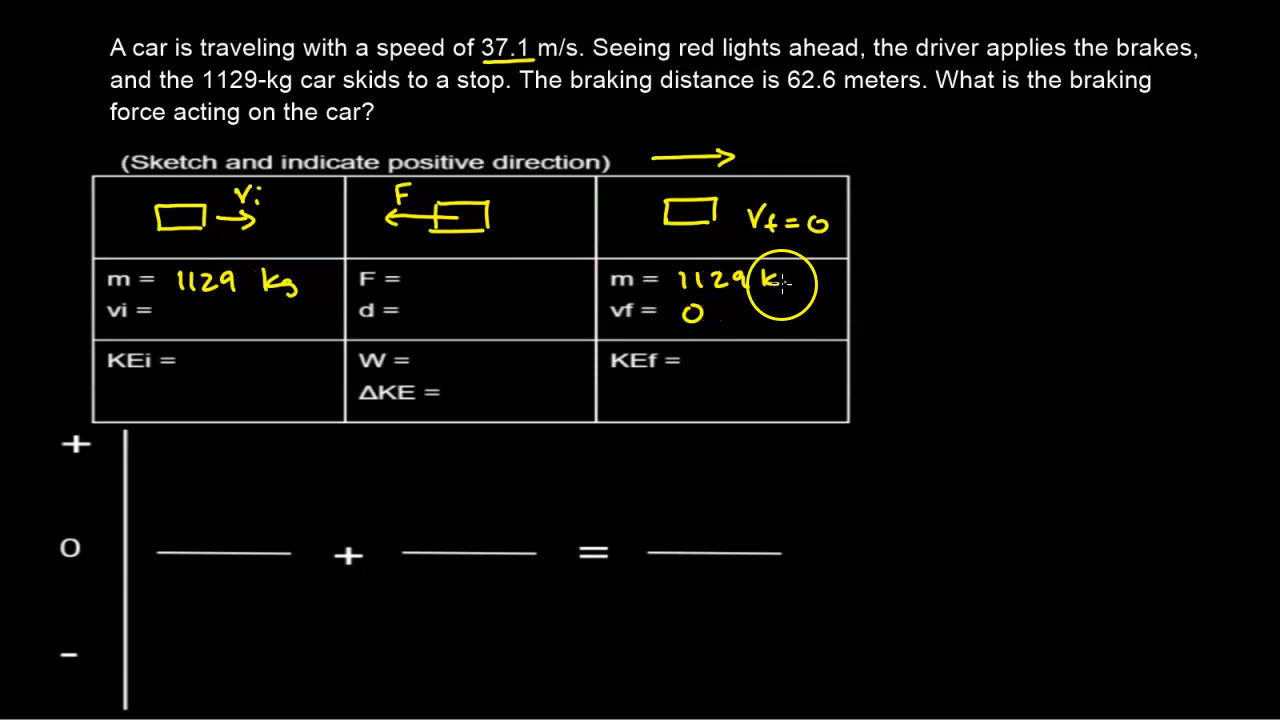 A car is traveling with a speed of 37.1 m/s. Seeing red lights ahead, the driver applies the brakes,
and the 1129-kg car skids to a stop. The braking distance is 62.6 meters. What is the braking
force acting on the car?
(Sketch and indicate positive direction)
Vi
F
Vf = 0
m = 1129 kg
F =
m = 1129 k
vi =
d =
vf = 0
KEi =
W =
KEf =
ΔKE =
+
0
+ =
-